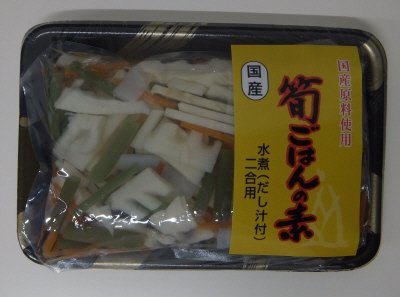 国産原料使用
国産
筍ごはんの素
水煮(だし汁付)
二合用